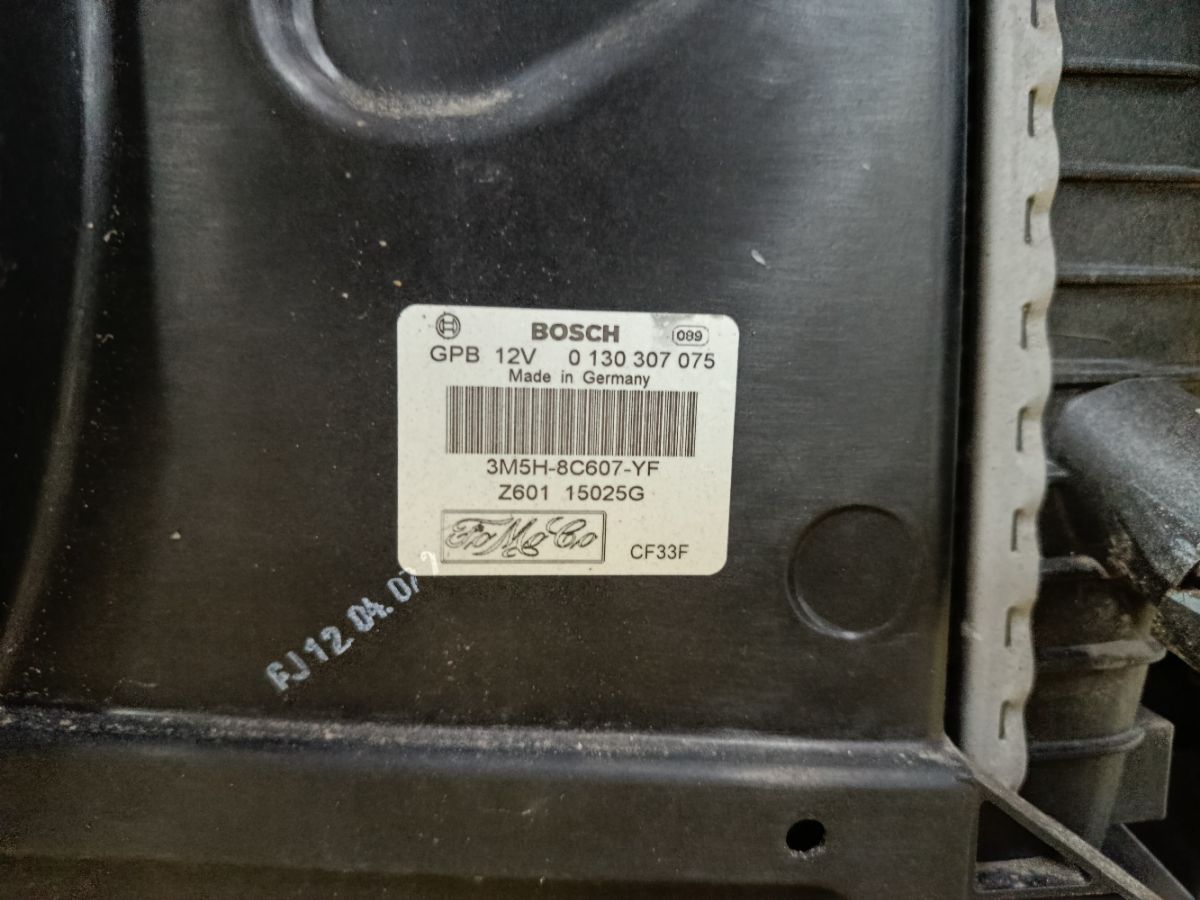 BOSCH 089
GPB 12V 0 130 307 075
Made in Germany
3M5H-8C607-YF
Z601 15025G
FoMoCo
CF33F
FJ 12 04.07